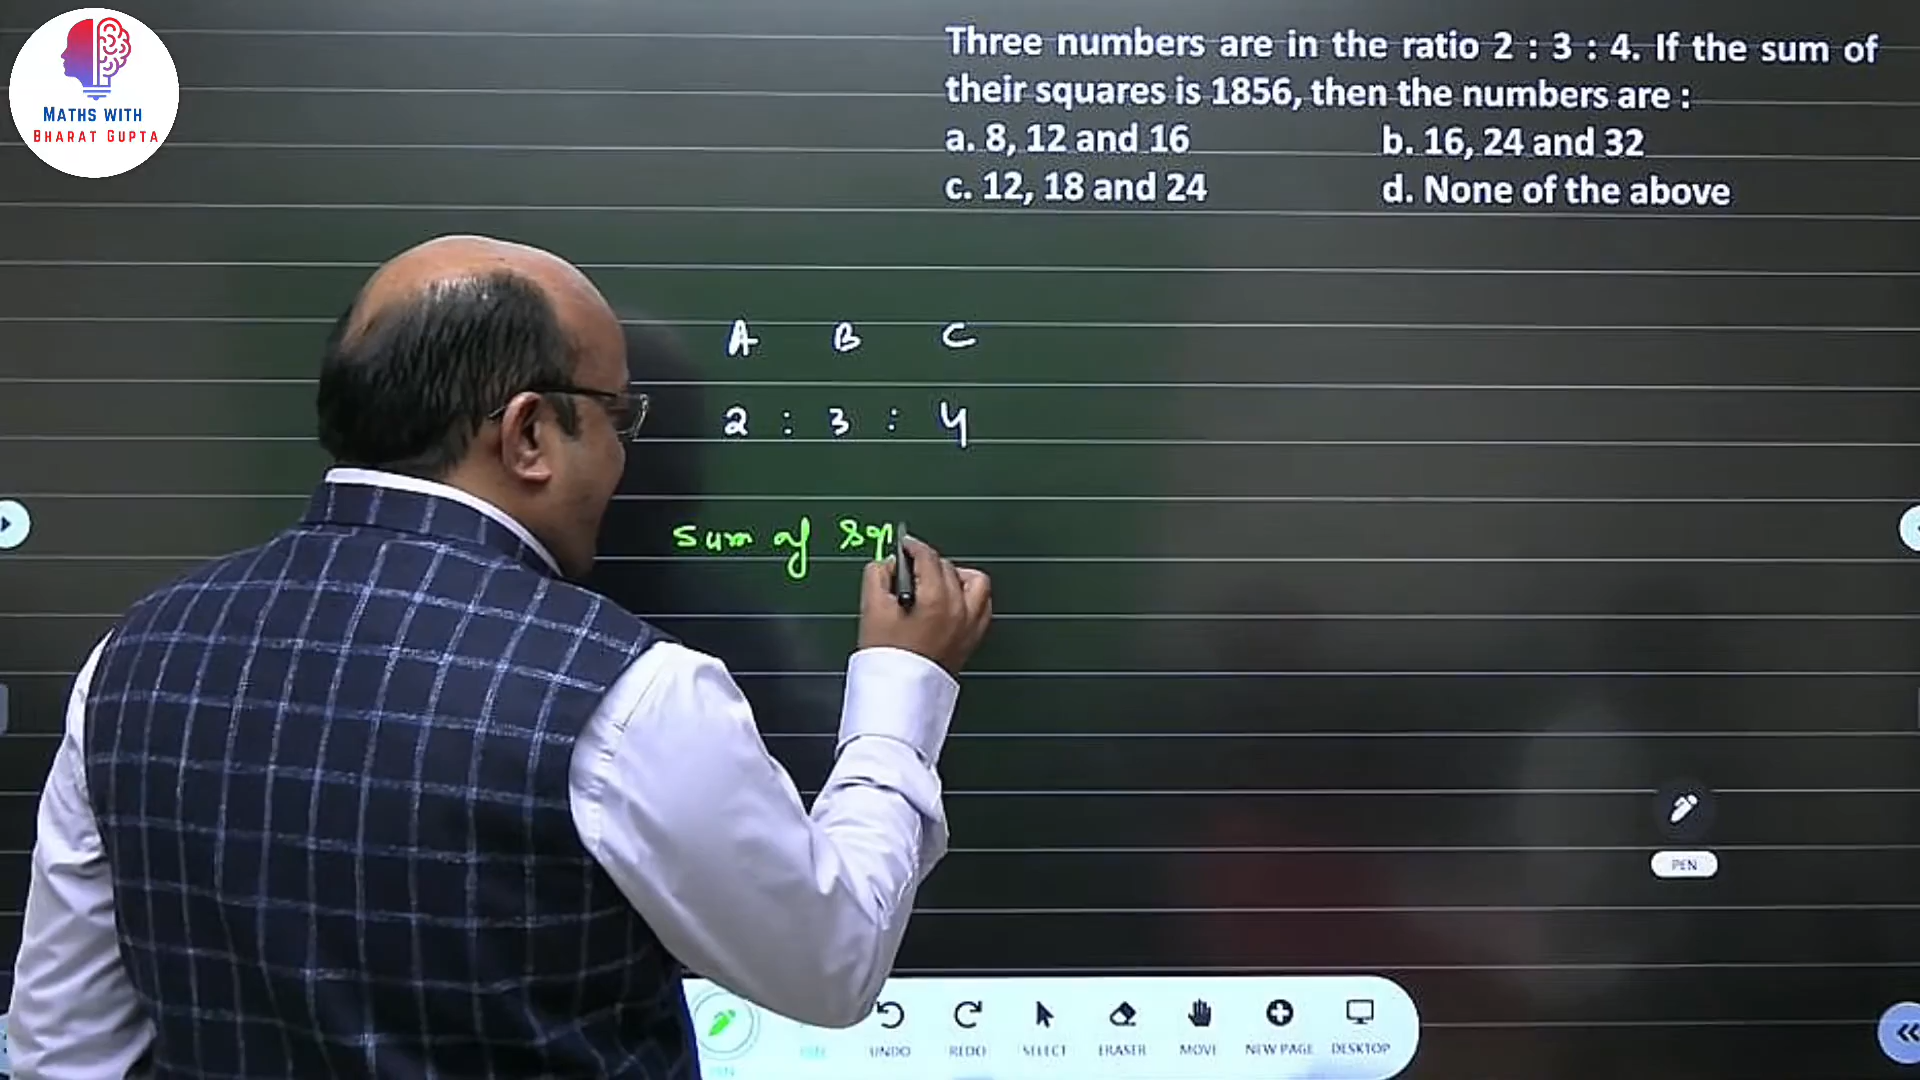 MATHS WITH
BHARAT GUPTA
Three numbers are in the ratio 2 : 3 : 4. If the sum of
their squares is 1856, then the numbers are :
a. 8, 12 and 16 b. 16, 24 and 32
c. 12, 18 and 24 d. None of the above
A B C
2 : 3 : 4
Sum of Sq
PEN
UNDO REDO SELECT ERASER MOVE NEW PAGE DESKTOP